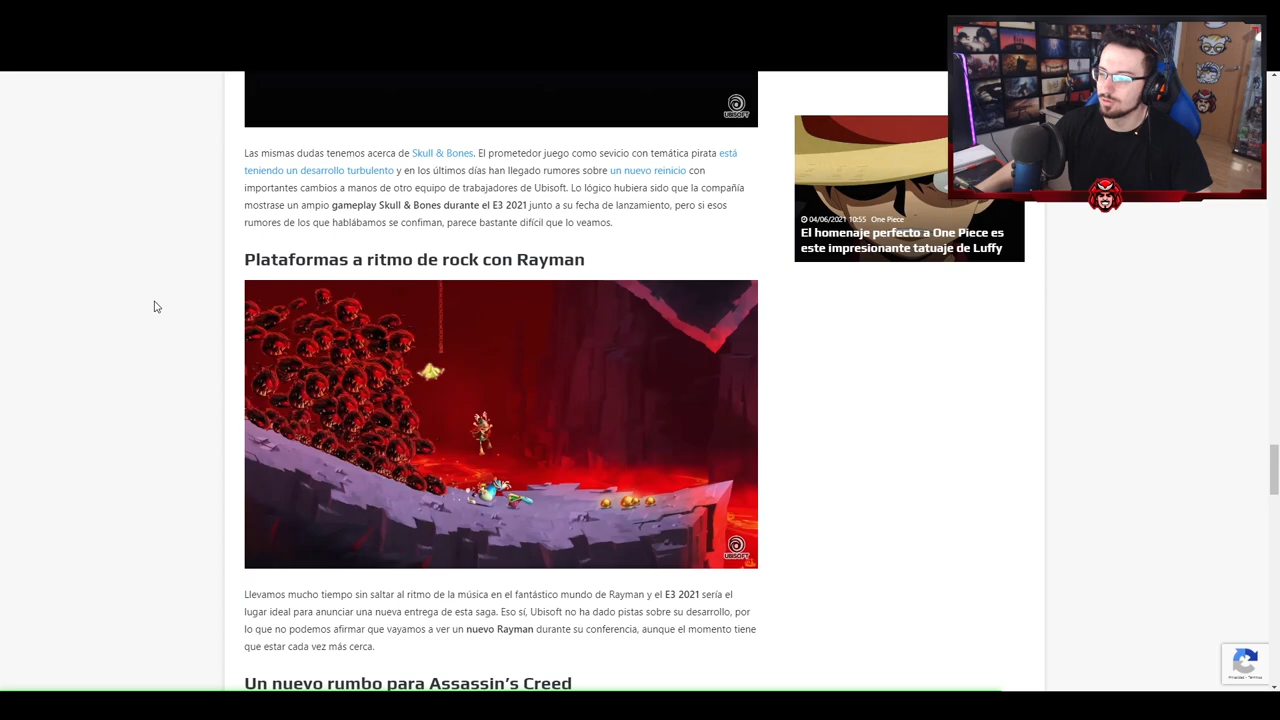 UBISOFT
Las mismas dudas tenemos acerca de Skull & Bones. El prometedor juego como sevicio con temática pirata está
teniendo un desarrollo turbulento y en los últimos días han llegado rumores sobre un nuevo reinicio con
importantes cambios a manos de otro equipo de trabajadores de Ubisoft. Lo lógico hubiera sido que la compañía
mostrase un ampio gameplay Skull & Bones durante el E3 2021 junto a su fecha de lanzamiento, pero si esos
rumores de los que hablábamos se confiman, parece bastante difícil que lo veamos.
04/06/2021 10:55 One Piece
El homenaje perfecto a One Piece es
este impresionante tatuaje de Luffy
Plataformas a ritmo de rock con Rayman
UBISOFT
Llevamos mucho tiempo sin saltar al ritmo de la música en el fantástico mundo de Rayman y el E3 2021 sería el
lugar ideal para anunciar una nueva entrega de esta saga. Eso sí, Ubisoft no ha dado pistas sobre su desarrollo, por
lo que no podemos afirmar que vayamos a ver un nuevo Rayman durante su conferencia, aunque el momento tiene
que estar cada vez más cerca.
Privacidad - Términos
Un nuevo rumbo para Assassin's Creed